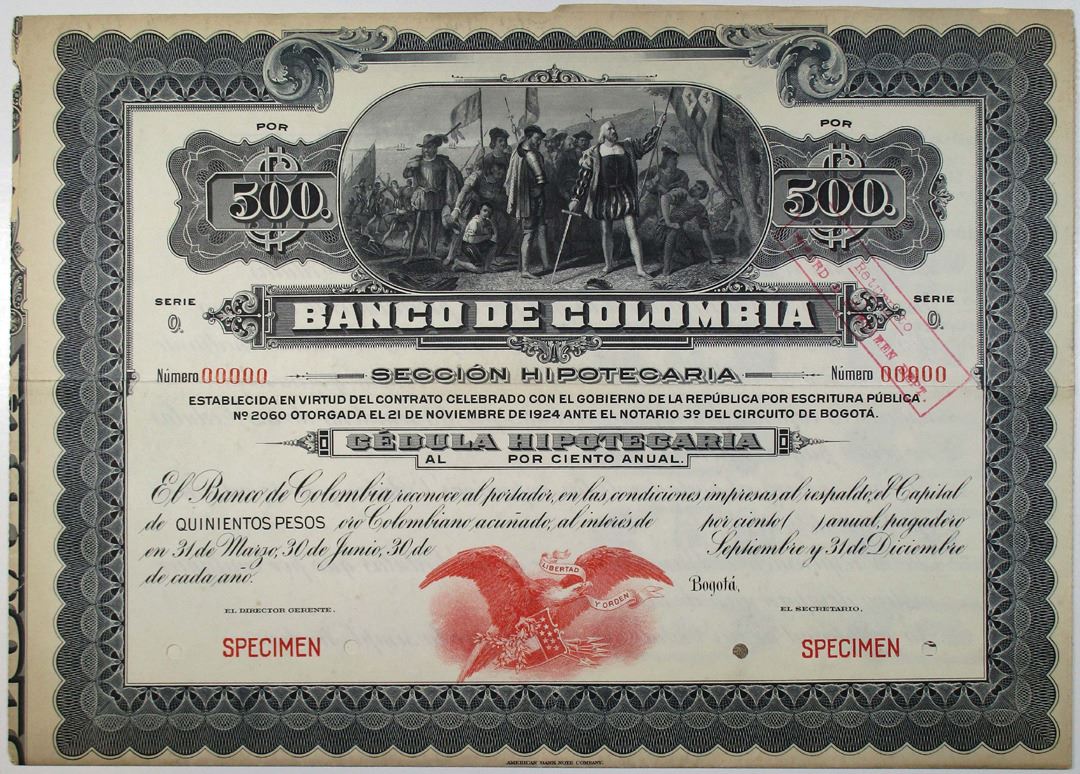 POR
500.
POR
500.
SERIE
O.
BANCO DE COLOMBIA
SERIE
O.
Número 00000
SECCIÓN HIPOTECARIA
Número 00000
ESTABLECIDA EN VIRTUD DEL CONTRATO CELEBRADO CON EL GOBIERNO DE LA REPÚBLICA POR ESCRITURA PÚBLICA
Nº 2060 OTORGADA EL 21 DE NOVIEMBRE DE 1924 ANTE EL NOTARIO 3º DEL CIRCUITO DE BOGOTÁ.
CÉDULA HIPOTECARIA
AL POR CIENTO ANUAL.
El Banco de Colombia, reconoce al portador, en las condiciones impresas al respaldo, el Capital
de QUINIENTOS PESOS oro Colombiano acuñado, al interés de por ciento ( ) anual, pagadero
en 31 de Marzo, 30 de Junio, 30 de Septiembre y 31 de Diciembre
de cada año.
LIBERTAD
Y ORDEN
Bogotá,
EL DIRECTOR GERENTE.
EL SECRETARIO.
SPECIMEN
SPECIMEN
AMERICAN BANK NOTE COMPANY.